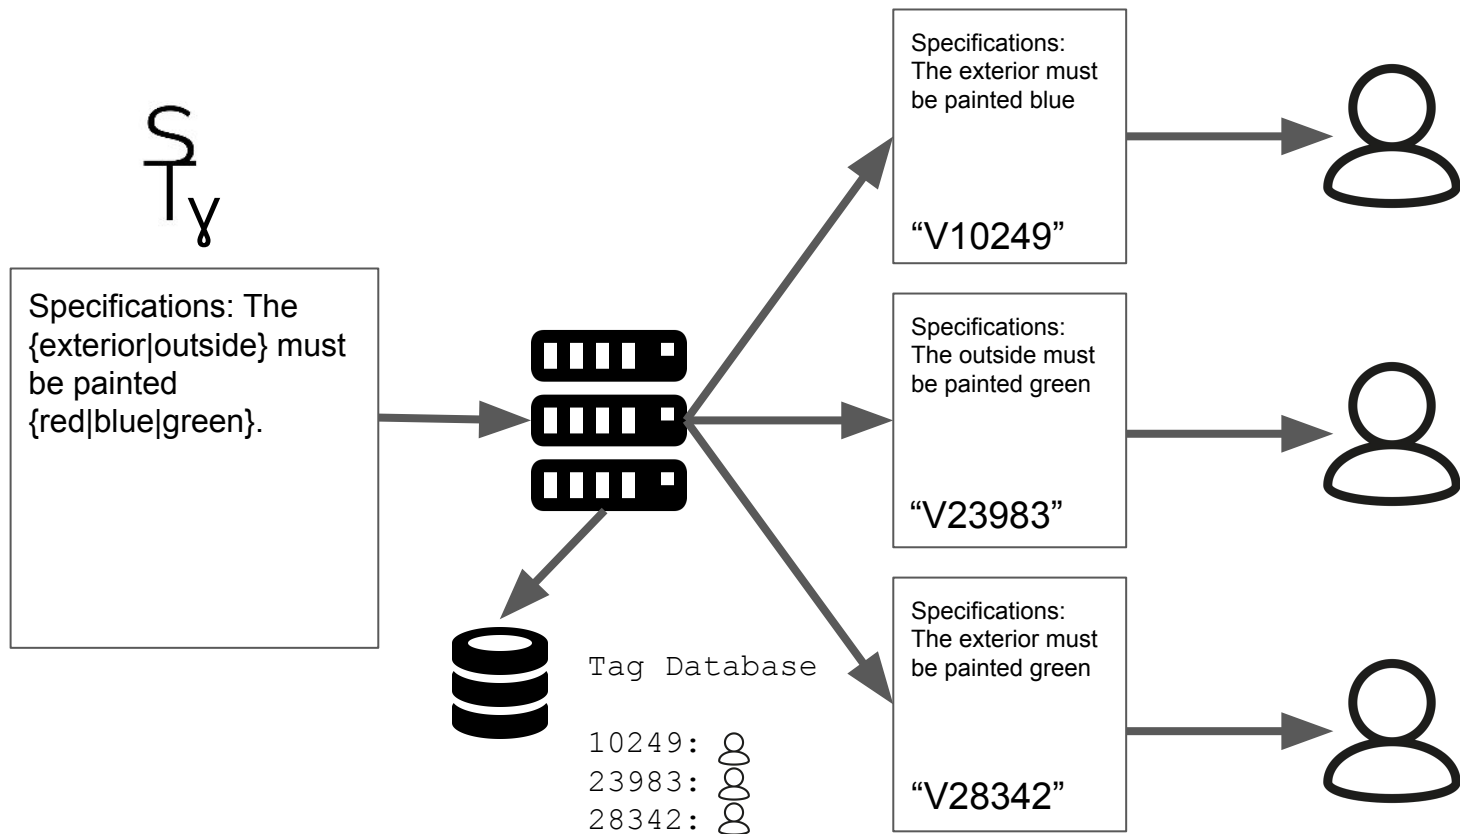 S
Tγ
Specifications: The
{exterior|outside} must
be painted
{red|blue|green}.
Tag Database
10249:
23983:
28342:
Specifications:
The exterior must
be painted blue
“V10249”
Specifications:
The outside must
be painted green
“V23983”
Specifications:
The exterior must
be painted green
“V28342”